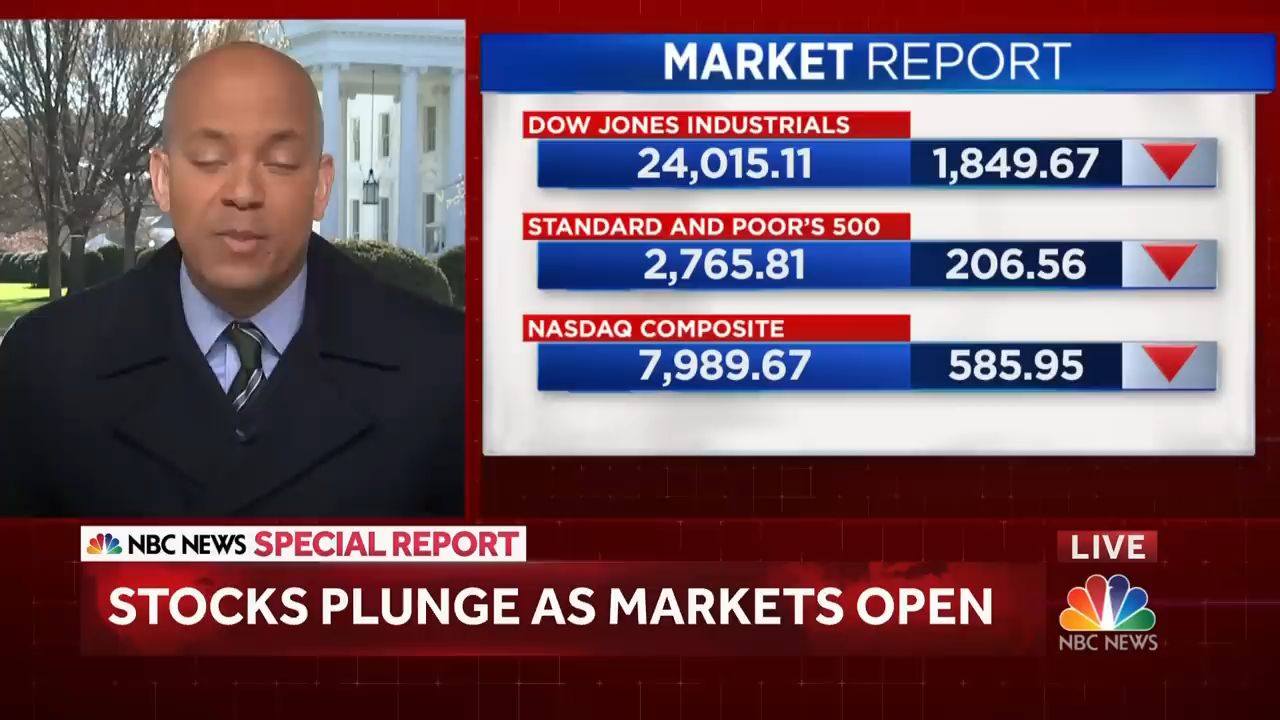 MARKET REPORT
DOW JONES INDUSTRIALS
24,015.11 1,849.67
STANDARD AND POOR'S 500
2,765.81 206.56
NASDAQ COMPOSITE
7,989.67 585.95
NBC NEWS SPECIAL REPORT
STOCKS PLUNGE AS MARKETS OPEN
LIVE
NBC NEWS